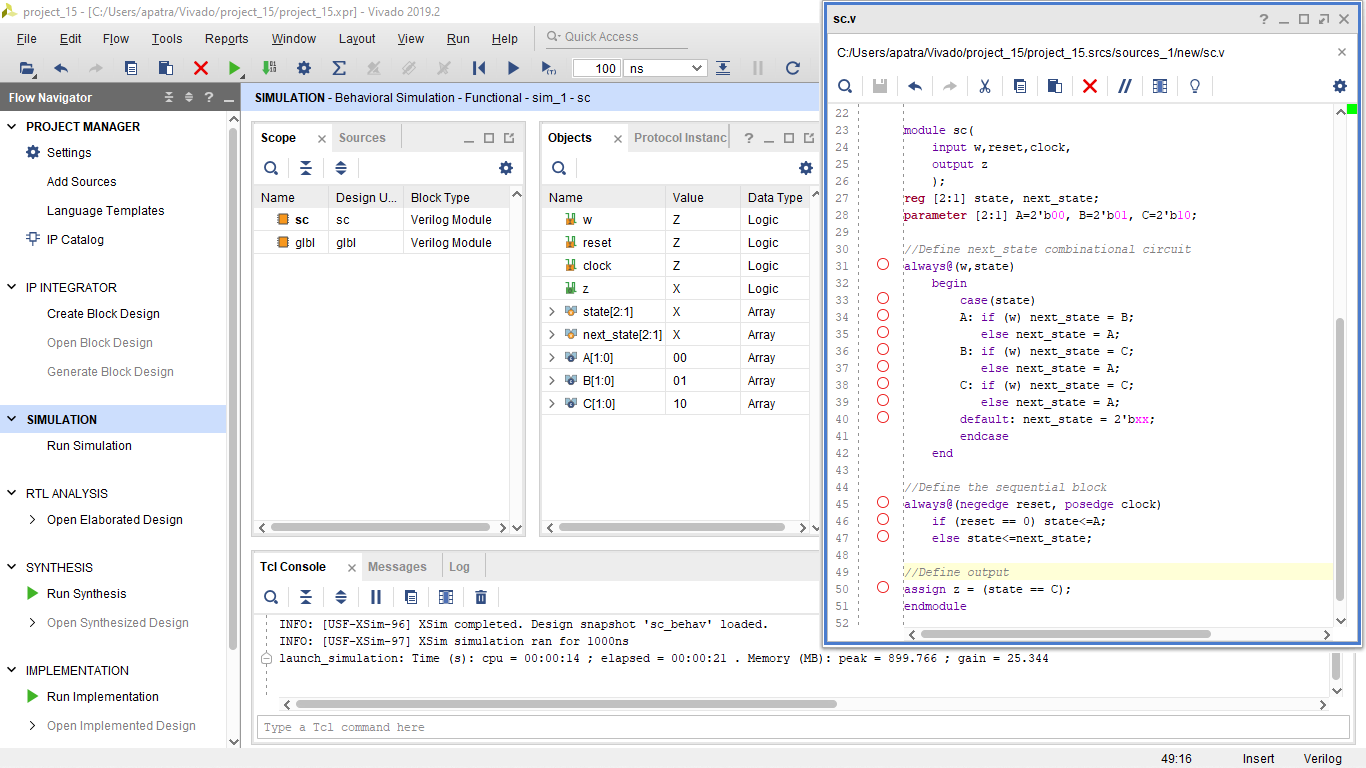 project_15 - [C:/Users/apatra/Vivado/project_15/project_15.xpr] - Vivado 2019.2
File Edit Flow Tools Reports Window Layout View Run Help Quick Access
100 ns
Flow Navigator
PROJECT MANAGER
Settings
Add Sources
Language Templates
IP Catalog
IP INTEGRATOR
Create Block Design
Open Block Design
Generate Block Design
SIMULATION
Run Simulation
RTL ANALYSIS
Open Elaborated Design
SYNTHESIS
Run Synthesis
Open Synthesized Design
IMPLEMENTATION
Run Implementation
Open Implemented Design
SIMULATION - Behavioral Simulation - Functional - sim_1 - sc
Scope Sources
Name Design U... Block Type
sc sc Verilog Module
glbl glbl Verilog Module
Objects Protocol Instanc
Name Value Data Type
w Z Logic
reset Z Logic
clock Z Logic
z X Logic
state[2:1] X Array
next_state[2:1] X Array
A[1:0] 00 Array
B[1:0] 01 Array
C[1:0] 10 Array
Tcl Console Messages Log
INFO: [USF-XSim-96] XSim completed. Design snapshot 'sc_behav' loaded.
INFO: [USF-XSim-97] XSim simulation ran for 1000ns
launch_simulation: Time (s): cpu = 00:00:14 ; elapsed = 00:00:21 . Memory (MB): peak = 899.766 ; gain = 25.344
Type a Tcl command here
sc.v
C:/Users/apatra/Vivado/project_15/project_15.srcs/sources_1/new/sc.v
22
23 module sc(
24 input w,reset,clock,
25 output z
26 );
27 reg [2:1] state, next_state;
28 parameter [2:1] A=2'b00, B=2'b01, C=2'b10;
29
30 //Define next_state combinational circuit
31 always@(w,state)
32 begin
33 case(state)
34 A: if (w) next_state = B;
35 else next_state = A;
36 B: if (w) next_state = C;
37 else next_state = A;
38 C: if (w) next_state = C;
39 else next_state = A;
40 default: next_state = 2'bxx;
41 endcase
42 end
43
44 //Define the sequential block
45 always@(negedge reset, posedge clock)
46 if (reset == 0) state<=A;
47 else state<=next_state;
48
49 //Define output
50 assign z = (state == C);
51 endmodule
52
49:16 Insert Verilog